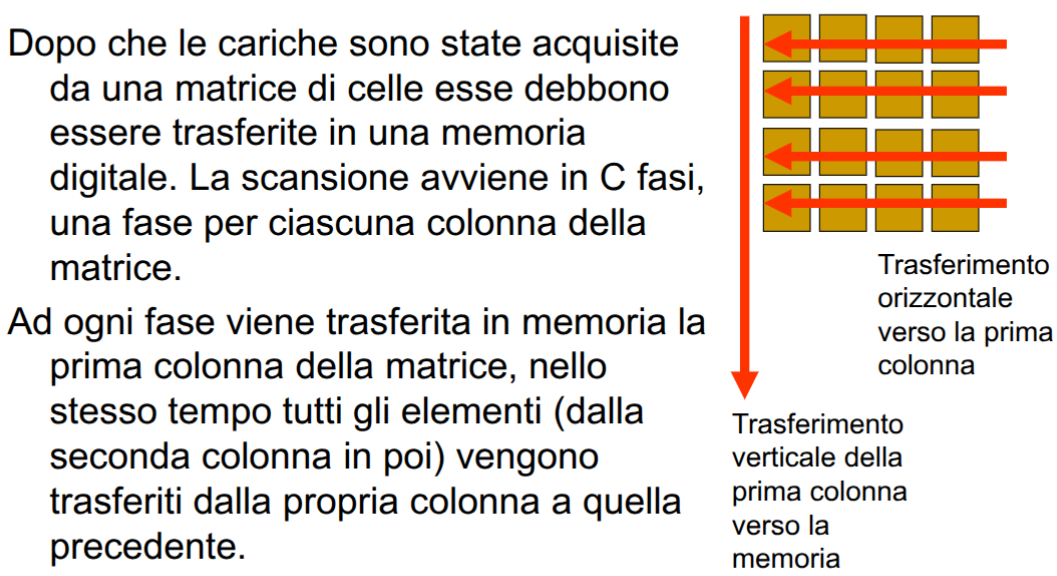 Dopo che le cariche sono state acquisite
da una matrice di celle esse debbono
essere trasferite in una memoria
digitale. La scansione avviene in C fasi,
una fase per ciascuna colonna della
matrice.
Ad ogni fase viene trasferita in memoria la
prima colonna della matrice, nello
stesso tempo tutti gli elementi (dalla
seconda colonna in poi) vengono
trasferiti dalla propria colonna a quella
precedente.
Trasferimento
orizzontale
verso la prima
colonna
Trasferimento
verticale della
prima colonna
verso la
memoria